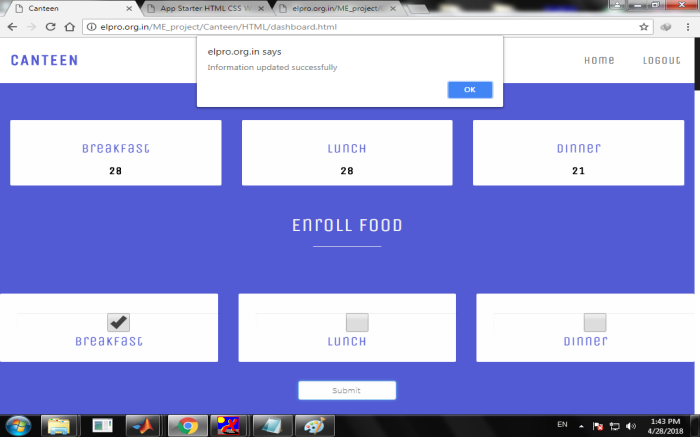 Canteen
App Starter HTML CSS W
elpro.org.in/ME_project/
elpro.org.in/ME_project/Canteen/HTML/dashboard.html
elpro.org.in says
Information updated successfully
OK
CANTEEN
Home
Logout
Breakfast
Lunch
Dinner
28
28
21
Enroll Food
Breakfast
Lunch
Dinner
Submit
EN
1:43 PM
4/28/2018